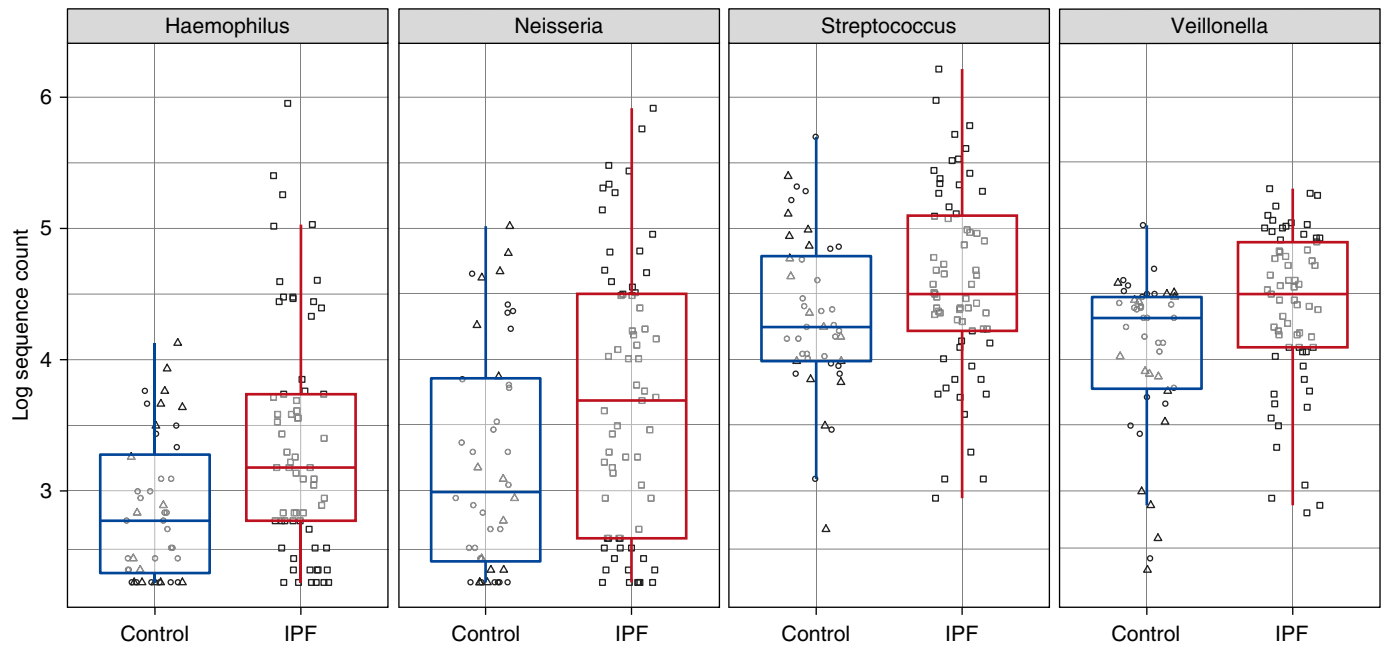 Haemophilus Neisseria Streptococcus Veillonella
Log sequence count
6
5
4
3
Control IPF Control IPF Control IPF Control IPF